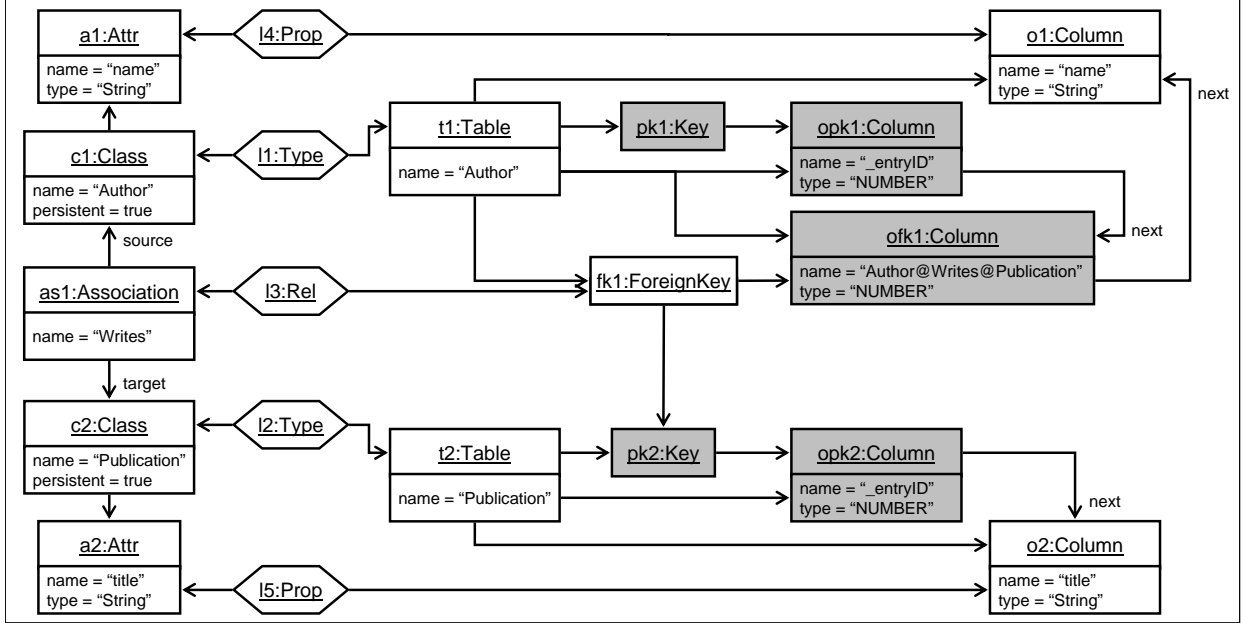 a1:Attr
name = “name”
type = “String”
l4:Prop
o1:Column
name = “name”
type = “String”
next
c1:Class
name = “Author”
persistent = true
l1:Type
t1:Table
name = “Author”
pk1:Key
opk1:Column
name = “_entryID”
type = “NUMBER”
next
source
ofk1:Column
name = “Author@Writes@Publication”
type = “NUMBER”
as1:Association
name = “Writes”
l3:Rel
fk1:ForeignKey
target
c2:Class
name = “Publication”
persistent = true
l2:Type
t2:Table
name = “Publication”
pk2:Key
opk2:Column
name = “_entryID”
type = “NUMBER”
next
a2:Attr
name = “title”
type = “String”
l5:Prop
o2:Column
name = “title”
type = “String”